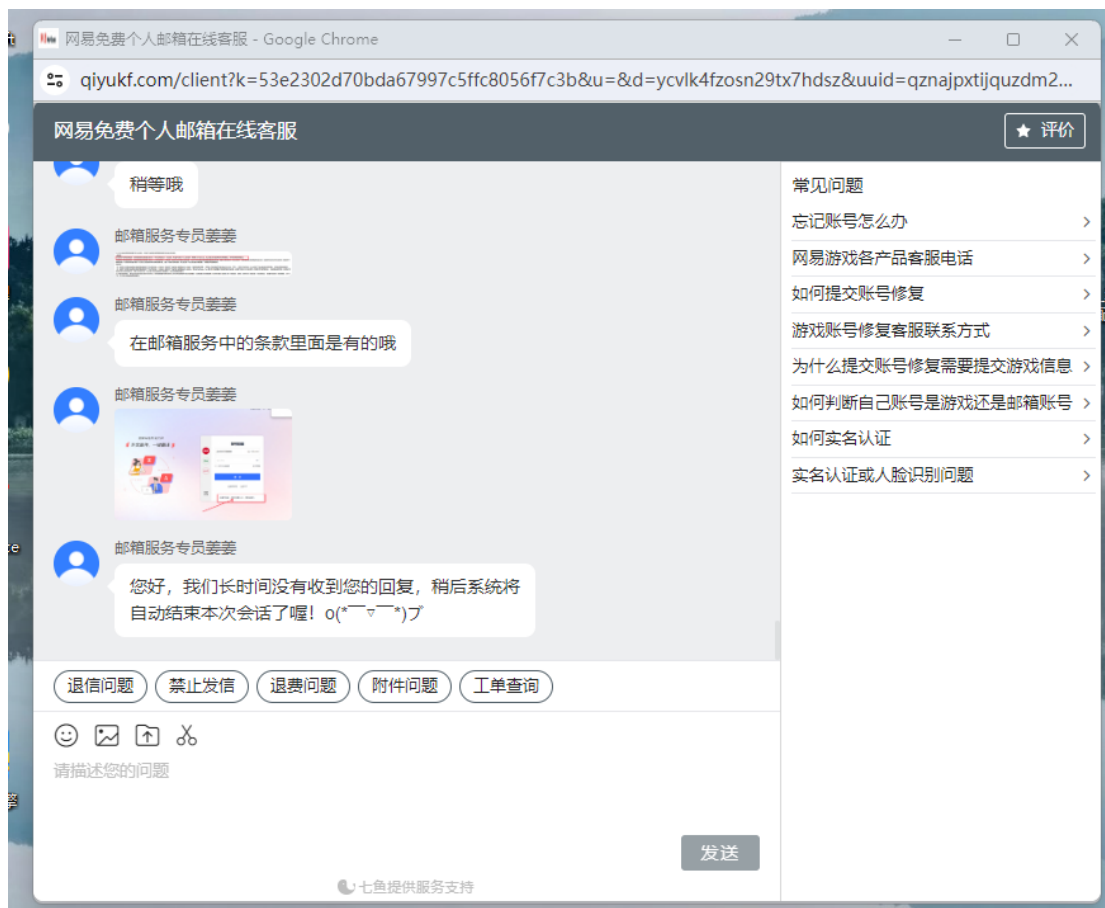 网易免费个人邮箱在线客服 - Google Chrome
qiyukf.com/client?k=53e2302d70bda67997c5ffc8056f7c3b&u=&d=ycvlk4fzosn29tx7hdsz&uuid=qznajpxtijquzdm2...
网易免费个人邮箱在线客服
★ 评价
稍等哦
邮箱服务专员姜姜
邮箱服务专员姜姜
在邮箱服务中的条款里面是有的哦
邮箱服务专员姜姜
邮箱服务专员姜姜
您好，我们长时间没有收到您的回复，稍后系统将
自动结束本次会话了喔！o(*￣▽￣*)ブ
退信问题
禁止发信
退费问题
附件问题
工单查询
请描述您的问题
发送
七鱼提供服务支持
常见问题
忘记账号怎么办
网易游戏各产品客服电话
如何提交账号修复
游戏账号修复客服联系方式
为什么提交账号修复需要提交游戏信息
如何判断自己账号是游戏还是邮箱账号
如何实名认证
实名认证或人脸识别问题